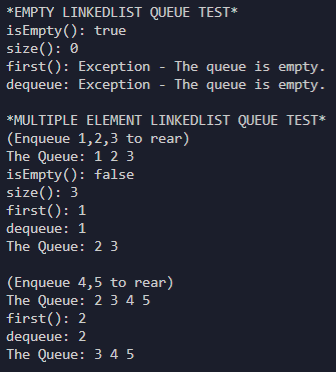 *EMPTY LINKEDLIST QUEUE TEST*
isEmpty(): true
size(): 0
first(): Exception - The queue is empty.
dequeue: Exception - The queue is empty.

*MULTIPLE ELEMENT LINKEDLIST QUEUE TEST*
(Enqueue 1,2,3 to rear)
The Queue: 1 2 3
isEmpty(): false
size(): 3
first(): 1
dequeue: 1
The Queue: 2 3

(Enqueue 4,5 to rear)
The Queue: 2 3 4 5
first(): 2
dequeue: 2
The Queue: 3 4 5